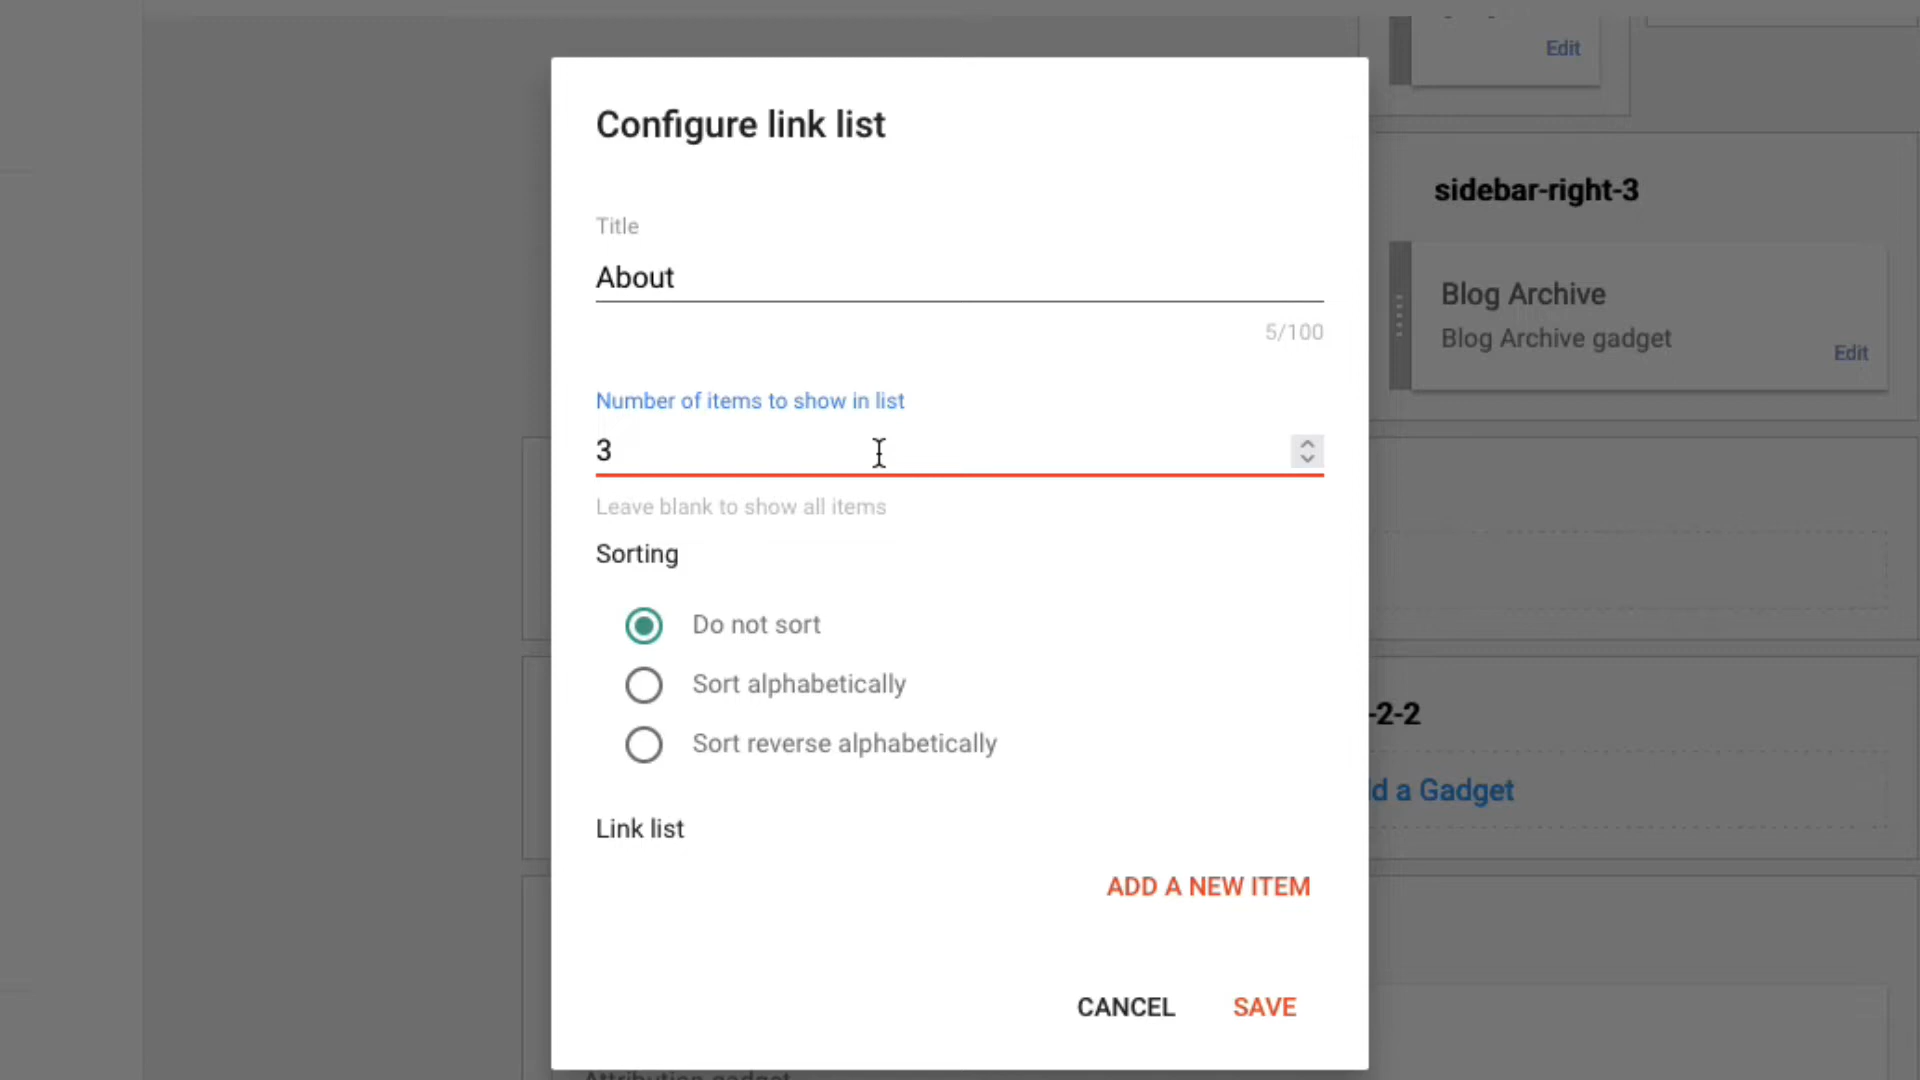 Edit
Configure link list
sidebar-right-3
Title
About
Blog Archive
5/100
Blog Archive gadget
Edit
Number of items to show in list
3
Leave blank to show all items
Sorting
Do not sort
Sort alphabetically
-2-2
Sort reverse alphabetically
d a Gadget
Link list
ADD A NEW ITEM
CANCEL
SAVE
Attribution gadget